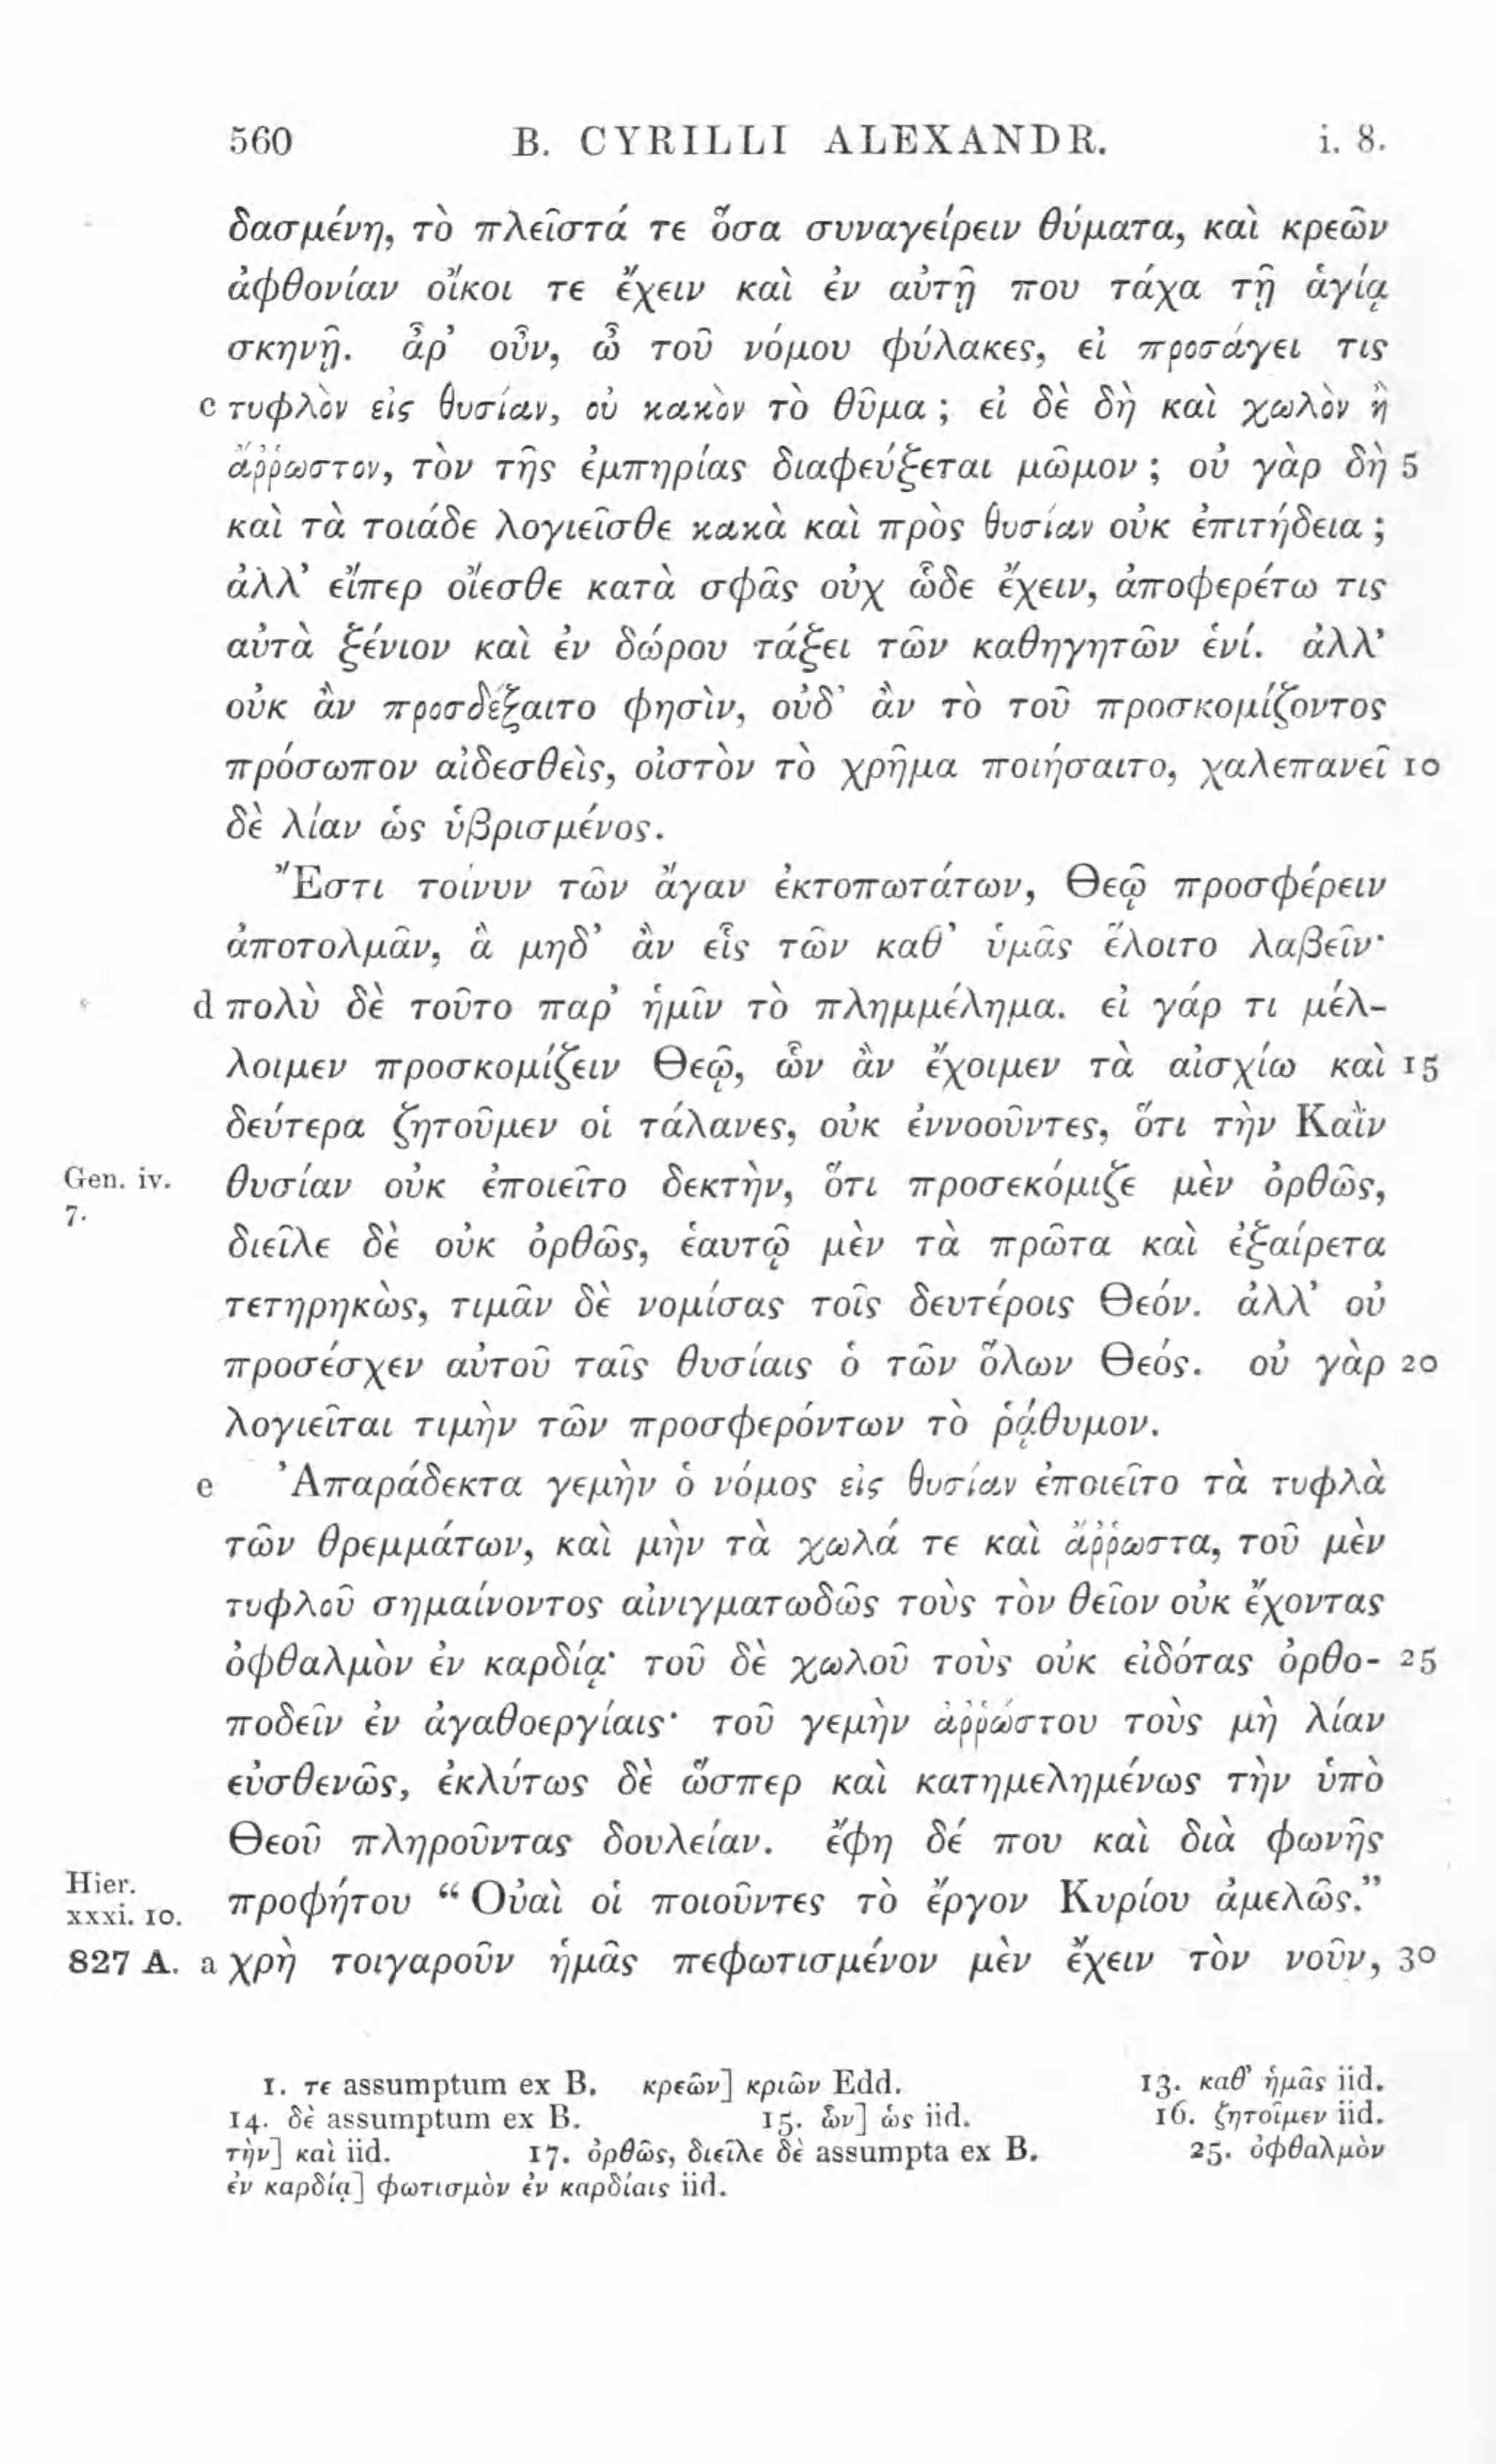 560 B. CYRILLI ALEXANDR. i. 8.
δασμένη, τὸ πλεῖστά τε ὅσα συναγείρειν θύματα, καὶ κρεῶν
ἀφθονίαν οἴκοι τε ἔχειν καὶ ἐν αὐτῇ που τάχα τῇ ἁγίᾳ
σκηνῇ. ἆρ’ οὖν, ὦ τοῦ νόμου φύλακες, εἰ προσάγει τις
c τυφλὸν εἰς θυσίαν, οὐ κακὸν τὸ θῦμα ; εἰ δὲ δὴ καὶ χωλὸν ἢ
ἄῤῥωστον, τὸν τῆς ἐμπηρίας διαφεύξεται μῶμον ; οὐ γὰρ δὴ 5
καὶ τὰ τοιάδε λογιεῖσθε κακὰ καὶ πρὸς θυσίαν οὐκ ἐπιτήδεια ;
ἀλλ’ εἴπερ οἴεσθε κατὰ σφᾶς οὐχ ὧδε ἔχειν, ἀποφερέτω τις
αὐτὰ ξένιον καὶ ἐν δώρου τάξει τῶν καθηγητῶν ἑνί. ἀλλ’
οὐκ ἂν προσδέξαιτο φησὶν, οὐδ’ ἂν τὸ τοῦ προσκομίζοντος
πρόσωπον αἰδεσθεὶς, οἰστὸν τὸ χρῆμα ποιήσαιτο, χαλεπανεῖ 10
δὲ λίαν ὡς ὑβρισμένος.
Ἔστι τοίνυν τῶν ἄγαν ἐκτοπωτάτων, Θεῷ προσφέρειν
ἀποτολμᾶν, ἃ μηδ’ ἂν εἷς τῶν καθ’ ὑμᾶς ἕλοιτο λαβεῖν·
d πολὺ δὲ τοῦτο παρ’ ἡμῖν τὸ πλημμέλημα. εἰ γάρ τι μέλ-
λοιμεν προσκομίζειν Θεῷ, ὧν ἂν ἔχοιμεν τὰ αἰσχίω καὶ 15
δεύτερα ζητοῦμεν οἱ τάλανες, οὐκ ἐννοοῦντες, ὅτι τὴν Καῒν
Gen. iv. 7. θυσίαν οὐκ ἐποιεῖτο δεκτὴν, ὅτι προσεκόμιζε μὲν ὀρθῶς,
διεῖλε δὲ οὐκ ὀρθῶς, ἑαυτῷ μὲν τὰ πρῶτα καὶ ἐξαίρετα
τετηρηκὼς, τιμᾶν δὲ νομίσας τοῖς δευτέροις Θεόν. ἀλλ’ οὐ
προσέσχεν αὐτοῦ ταῖς θυσίαις ὁ τῶν ὅλων Θεός. οὐ γὰρ 20
λογιεῖται τιμὴν τῶν προσφερόντων τὸ ῥᾴθυμον.
e Ἀπαράδεκτα γεμὴν ὁ νόμος εἰς θυσίαν ἐποιεῖτο τὰ τυφλὰ
τῶν θρεμμάτων, καὶ μὴν τὰ χωλά τε καὶ ἄῤῥωστα, τοῦ μὲν
τυφλοῦ σημαίνοντος αἰνιγματωδῶς τοὺς τὸν θεῖον οὐκ ἔχοντας
ὀφθαλμὸν ἐν καρδίᾳ· τοῦ δὲ χωλοῦ τοὺς οὐκ εἰδότας ὀρθο- 25
ποδεῖν ἐν ἀγαθοεργίαις· τοῦ γεμὴν ἀῤῥώστου τοὺς μὴ λίαν
εὐσθενῶς, ἐκλύτως δὲ ὥσπερ καὶ κατημελημένως τὴν ὑπὸ
Θεοῦ πληροῦντας δουλείαν. ἔφη δέ που καὶ διὰ φωνῆς
Hier. xxxi. 10. προφήτου “ Οὐαὶ οἱ ποιοῦντες τὸ ἔργον Κυρίου ἀμελῶς.”
827 A. a χρὴ τοιγαροῦν ἡμᾶς πεφωτισμένον μὲν ἔχειν τὸν νοῦν, 30
1. τε assumptum ex B. κρεῶν] κριῶν Edd. 13. καθ’ ἡμᾶς iid.
14. δὲ assumptum ex B. 15. ὧν] ὡς iid. 16. ζητοῖμεν iid.
τὴν] καὶ iid. 17. ὀρθῶς, διεῖλε δὲ assumpta ex B. 25. ὀφθαλμὸν
ἐν καρδίᾳ] φωτισμὸν ἐν καρδίαις iid.